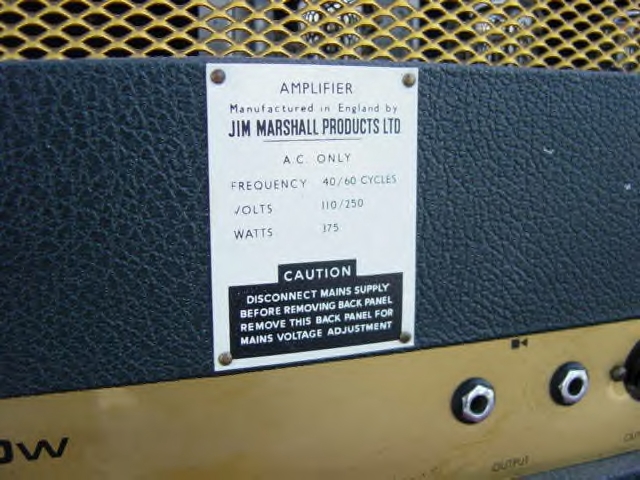 AMPLIFIER
Manufactured in England by
JIM MARSHALL PRODUCTS LTD
A.C. ONLY
FREQUENCY 40/60 CYCLES
VOLTS 110/250
WATTS 375
CAUTION
DISCONNECT MAINS SUPPLY
BEFORE REMOVING BACK PANEL
REMOVE THIS BACK PANEL FOR
MAINS VOLTAGE ADJUSTMENT
OW
OUTPUT